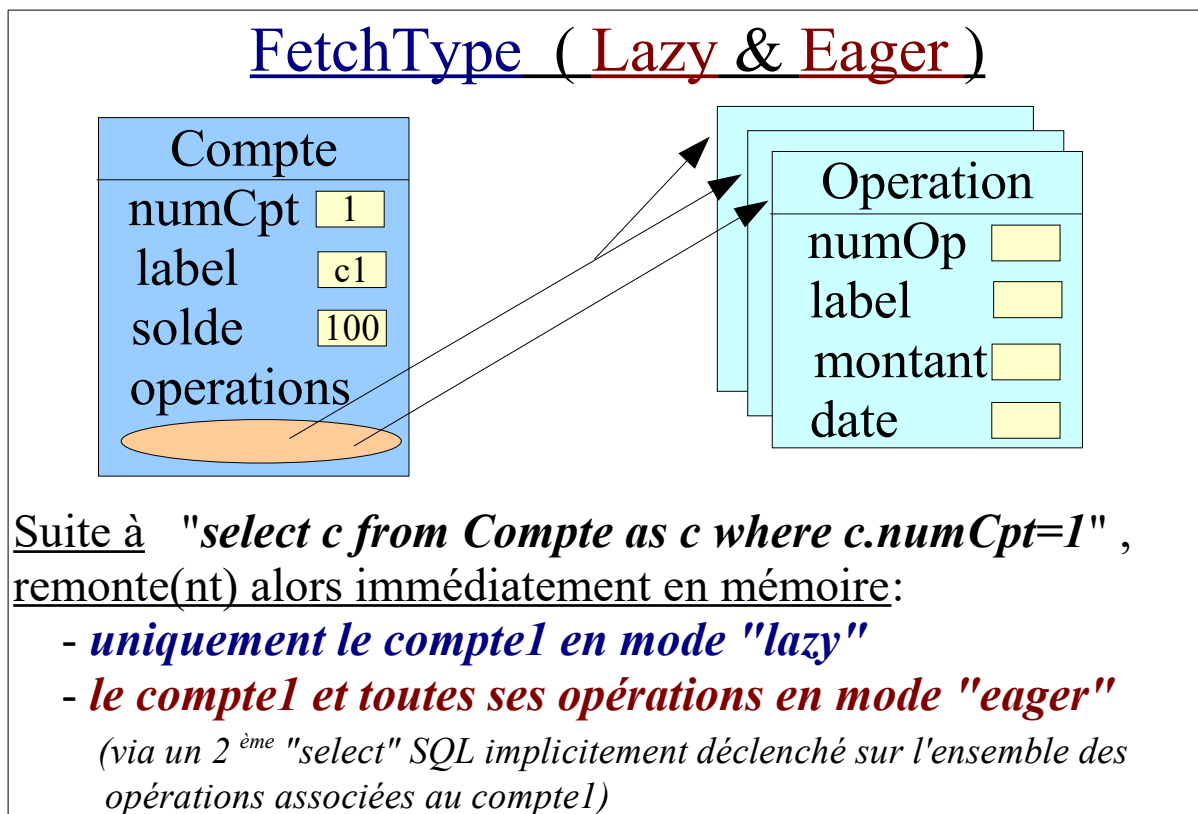 FetchType ( Lazy & Eager )
Compte
numCpt 1
label c1
solde 100
operations
Operation
numOp
label
montant
date
Suite à "select c from Compte as c where c.numCpt=1" ,
remonte(nt) alors immédiatement en mémoire:
- uniquement le compte1 en mode "lazy"
- le compte1 et toutes ses opérations en mode "eager"
(via un 2 ème "select" SQL implicitement déclenché sur l'ensemble des
opérations associées au compte1)